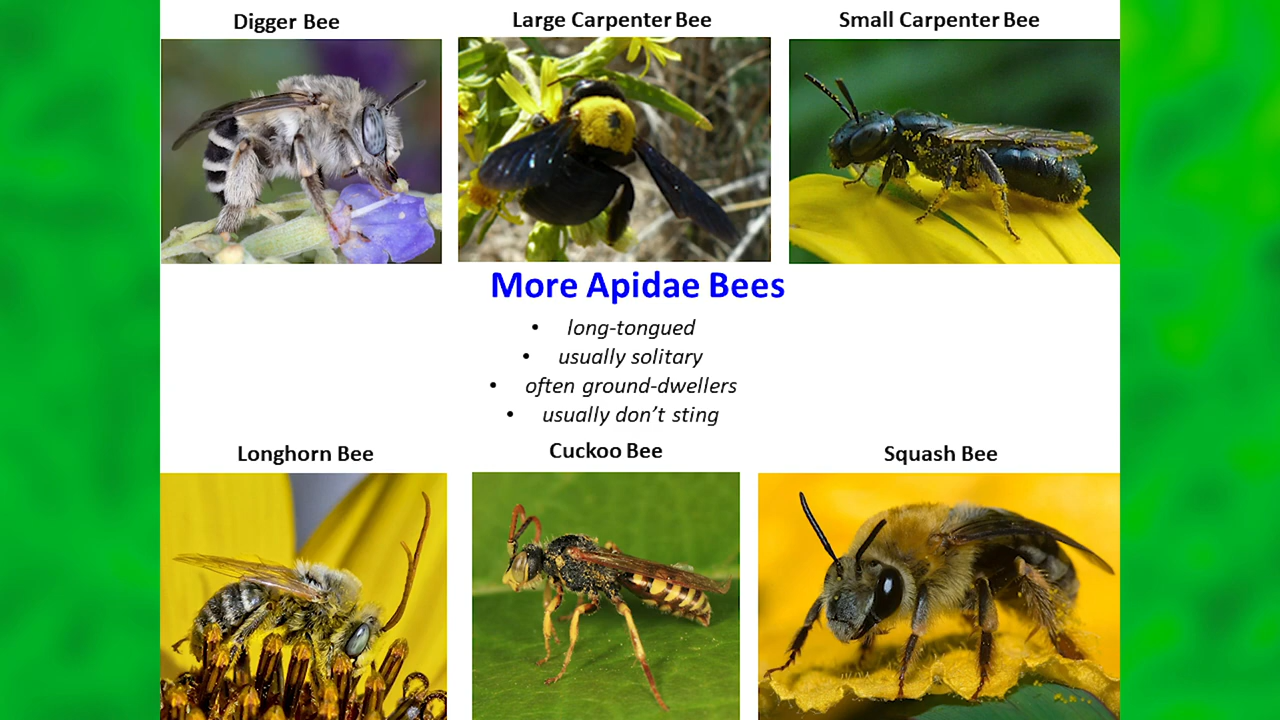 Digger Bee
Large Carpenter Bee
Small Carpenter Bee
More Apidae Bees
• long-tongued
• usually solitary
• often ground-dwellers
• usually don’t sting
Longhorn Bee
Cuckoo Bee
Squash Bee